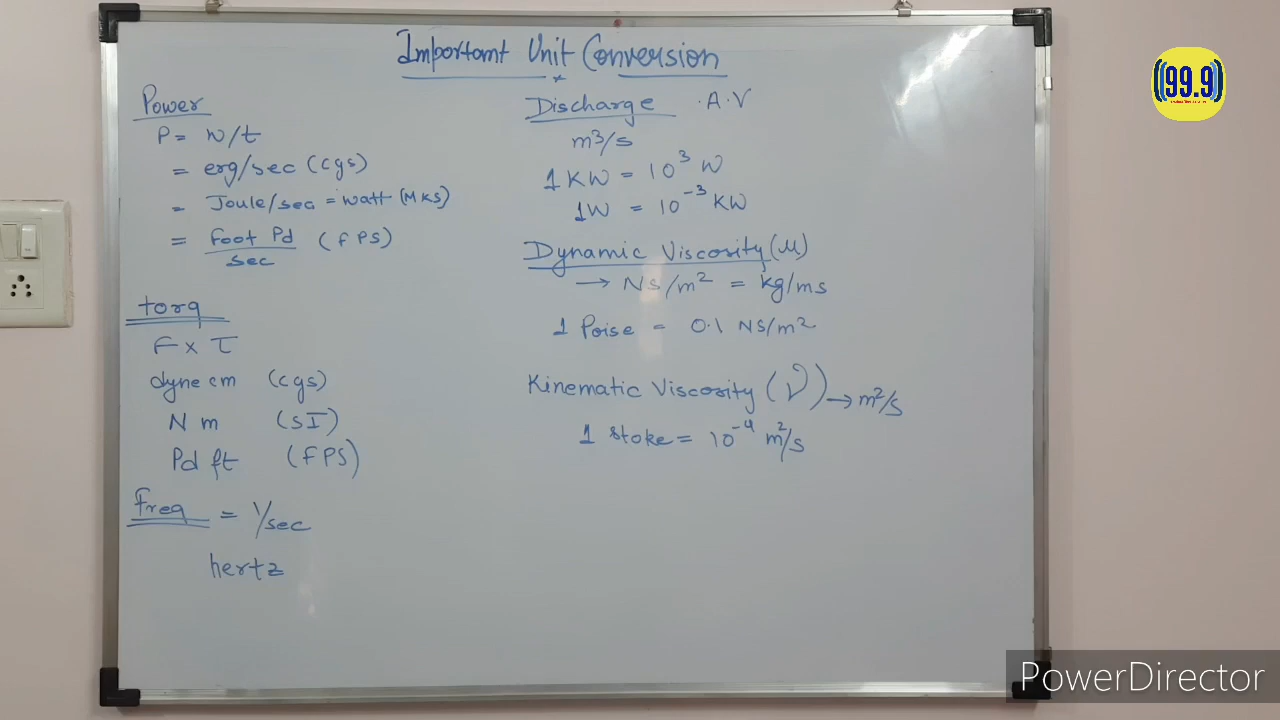 Important Unit Conversion
Power
P = W/t
= erg/sec (cgs)
= Joule/sec = watt (MKS)
= Foot Pd/sec (FPS)
torq
F x τ
dyne cm (cgs)
N m (SI)
Pd ft (FPS)
Freq = 1/sec
hertz
Discharge . A.V
m³/s
1 KW = 10³ W
1W = 10⁻³ KW
Dynamic Viscosity (μ)
→ Ns/m² = kg/ms
1 Poise = 0.1 NS/m²
Kinematic Viscosity (ν) → m²/s
1 Stoke = 10⁻⁴ m²/s
99.9
PowerDirector